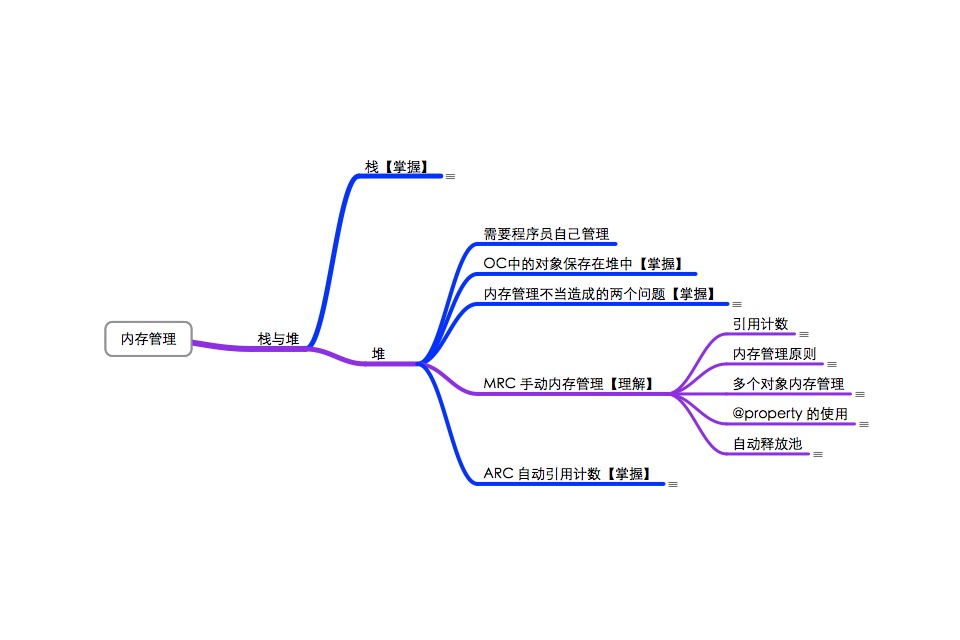 栈【掌握】
需要程序员自己管理
OC中的对象保存在堆中【掌握】
内存管理不当造成的两个问题【掌握】
引用计数
内存管理
栈与堆
堆
内存管理原则
MRC 手动内存管理【理解】
多个对象内存管理
@property 的使用
自动释放池
ARC 自动引用计数【掌握】